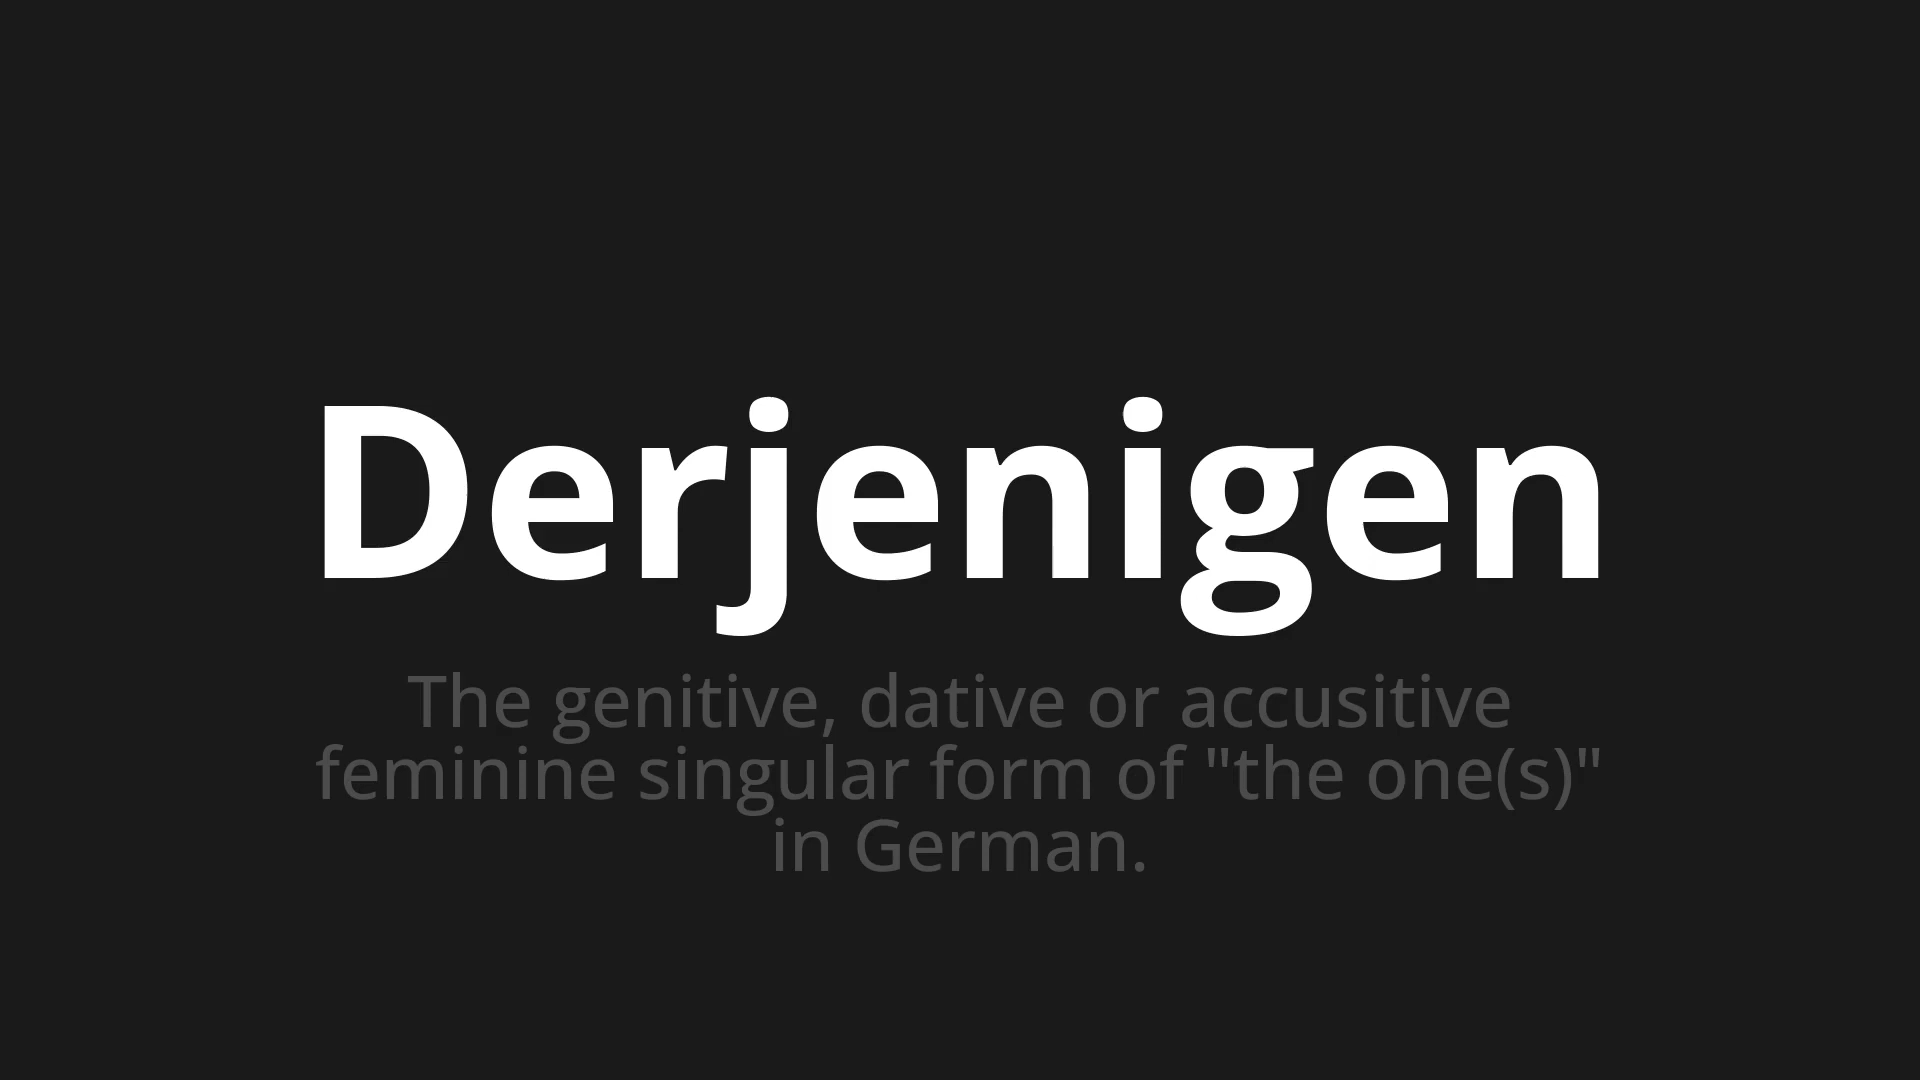 Derjenigen
The genitive, dative or accusitive
feminine singular form of "the one(s)"
in German.